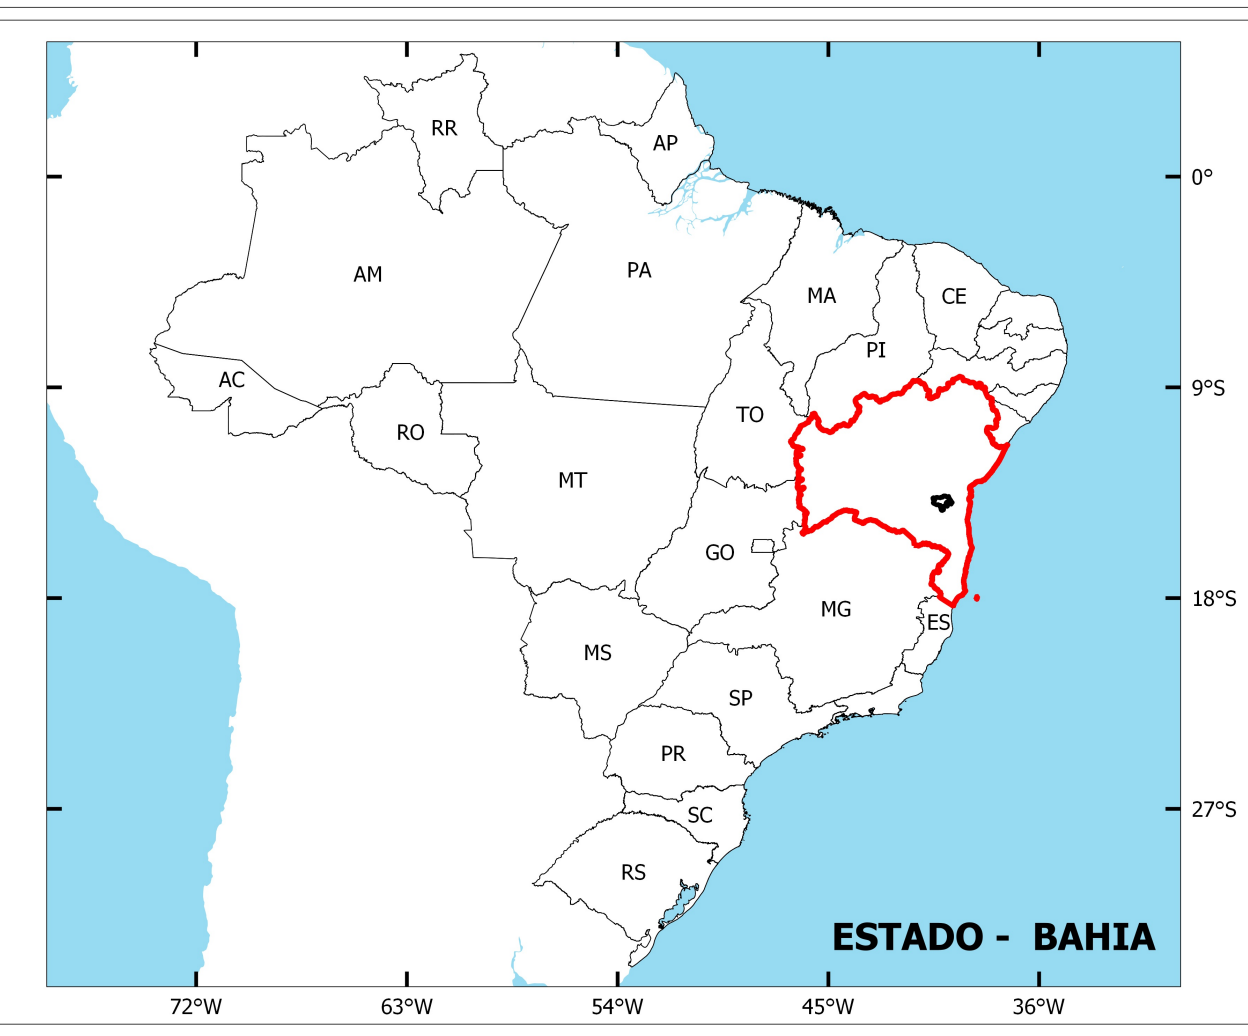 RR
AP
0°
AM
PA
MA
CE
PI
AC
9°S
TO
RO
MT
GO
18°S
MG
ES
MS
SP
PR
27°S
SC
RS
ESTADO - BAHIA
72°W
63°W
54°W
45°W
36°W